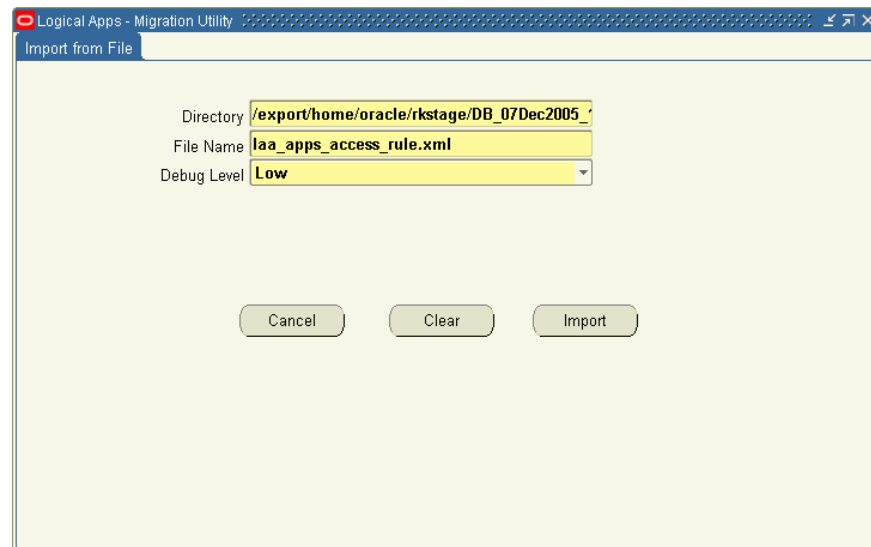 Logical Apps - Migration Utility
Import from File
Directory /export/home/oracle/rkstage/DB_07Dec2005_
File Name laa_apps_access_rule.xml
Debug Level Low
Cancel Clear Import